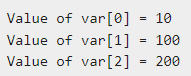 Value of var[0] = 10
Value of var[1] = 100
Value of var[2] = 200